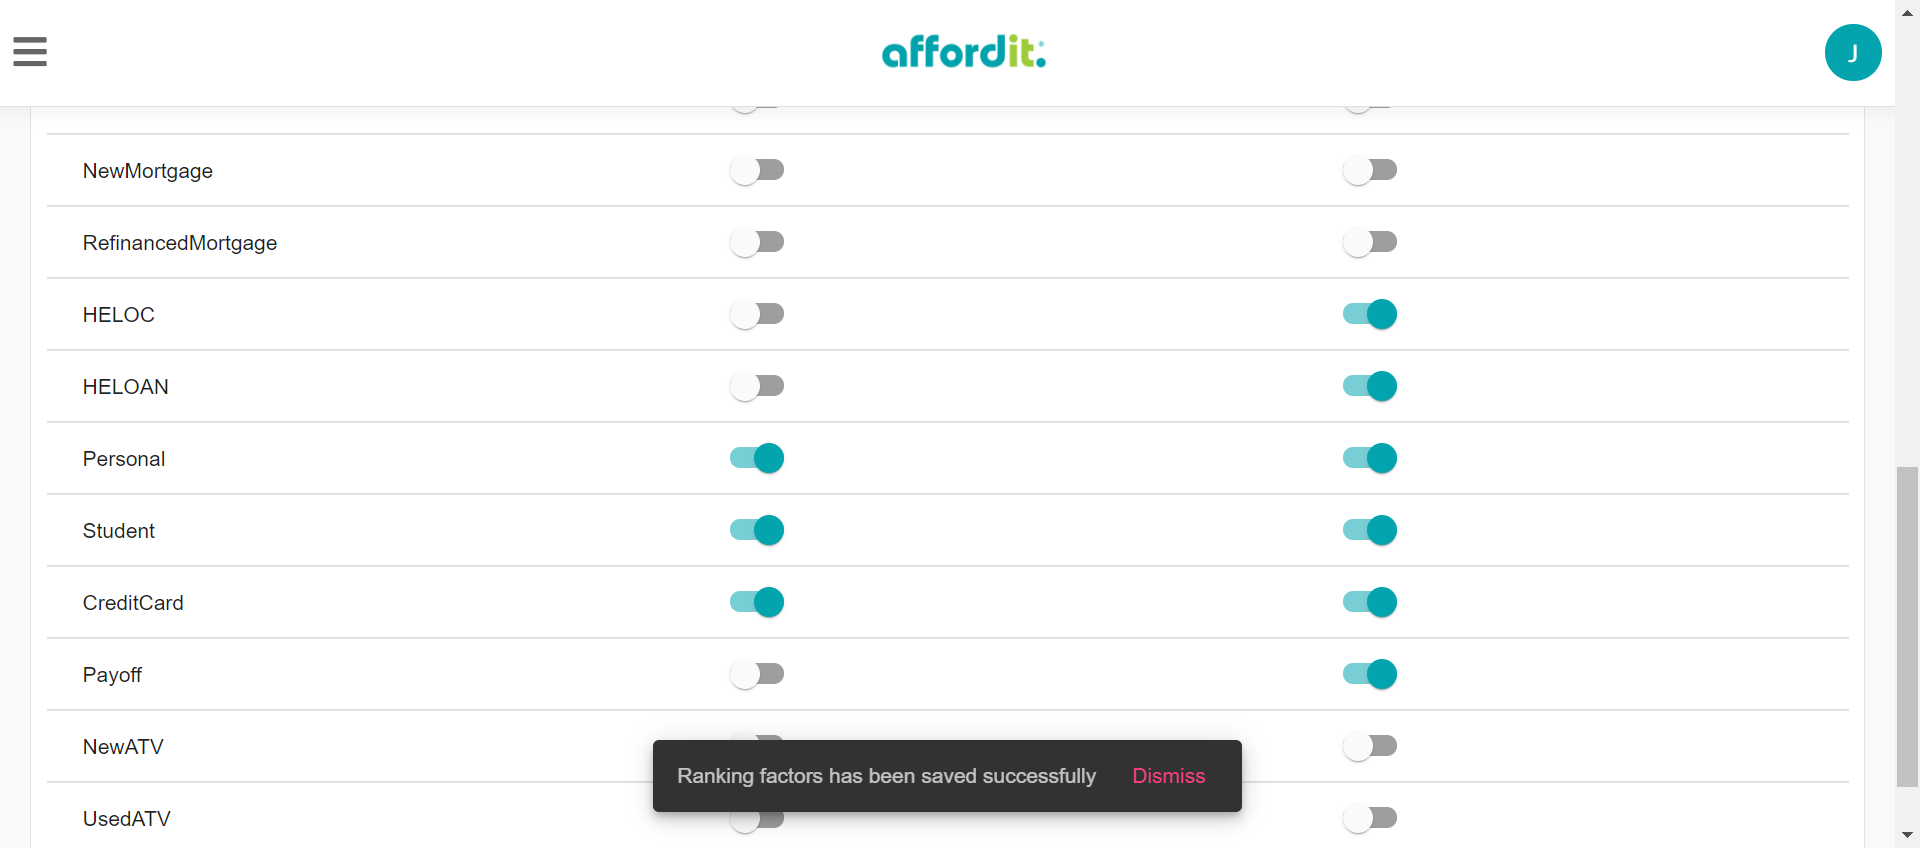 affordit:
J
NewMortgage
RefinancedMortgage
HELOC
HELOAN
Personal
Student
CreditCard
Payoff
NewATV
Ranking factors has been saved successfully Dismiss
UsedATV